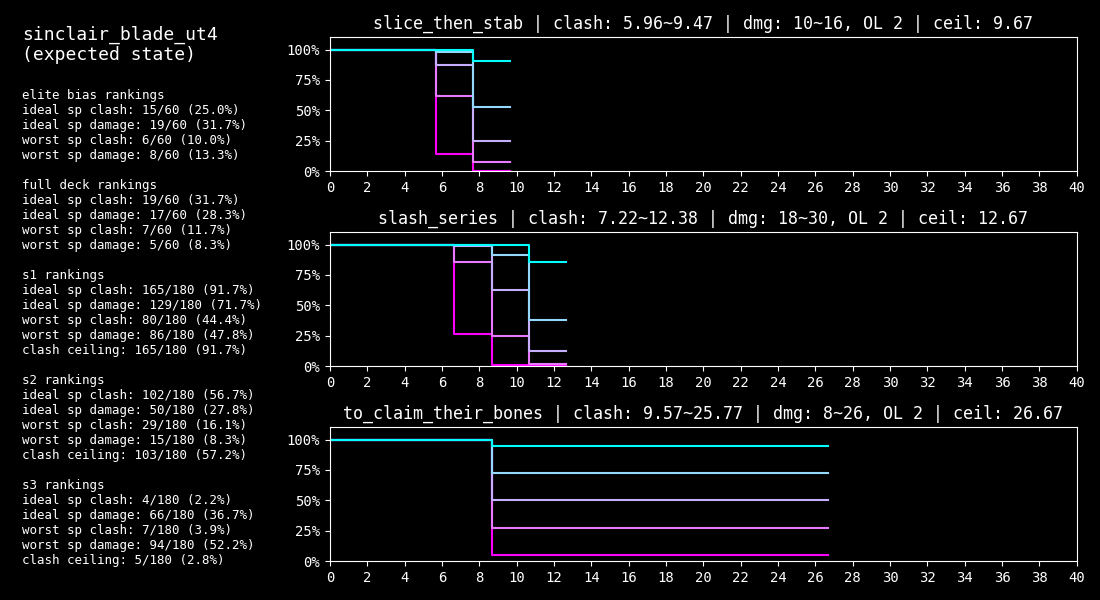 sinclair_blade_ut4
(expected state)
elite bias rankings
ideal sp clash: 15/60 (25.0%)
ideal sp damage: 19/60 (31.7%)
worst sp clash: 6/60 (10.0%)
worst sp damage: 8/60 (13.3%)
full deck rankings
ideal sp clash: 19/60 (31.7%)
ideal sp damage: 17/60 (28.3%)
worst sp clash: 7/60 (11.7%)
worst sp damage: 5/60 (8.3%)
s1 rankings
ideal sp clash: 165/180 (91.7%)
ideal sp damage: 129/180 (71.7%)
worst sp clash: 80/180 (44.4%)
worst sp damage: 86/180 (47.8%)
clash ceiling: 165/180 (91.7%)
s2 rankings
ideal sp clash: 102/180 (56.7%)
ideal sp damage: 50/180 (27.8%)
worst sp clash: 29/180 (16.1%)
worst sp damage: 15/180 (8.3%)
clash ceiling: 103/180 (57.2%)
s3 rankings
ideal sp clash: 4/180 (2.2%)
ideal sp damage: 66/180 (36.7%)
worst sp clash: 7/180 (3.9%)
worst sp damage: 94/180 (52.2%)
clash ceiling: 5/180 (2.8%)
slice_then_stab | clash: 5.96~9.47 | dmg: 10~16, OL 2 | ceil: 9.67
100%
75%
50%
25%
0%
0 2 4 6 8 10 12 14 16 18 20 22 24 26 28 30 32 34 36 38 40
slash_series | clash: 7.22~12.38 | dmg: 18~30, OL 2 | ceil: 12.67
100%
75%
50%
25%
0%
0 2 4 6 8 10 12 14 16 18 20 22 24 26 28 30 32 34 36 38 40
to_claim_their_bones | clash: 9.57~25.77 | dmg: 8~26, OL 2 | ceil: 26.67
100%
75%
50%
25%
0%
0 2 4 6 8 10 12 14 16 18 20 22 24 26 28 30 32 34 36 38 40